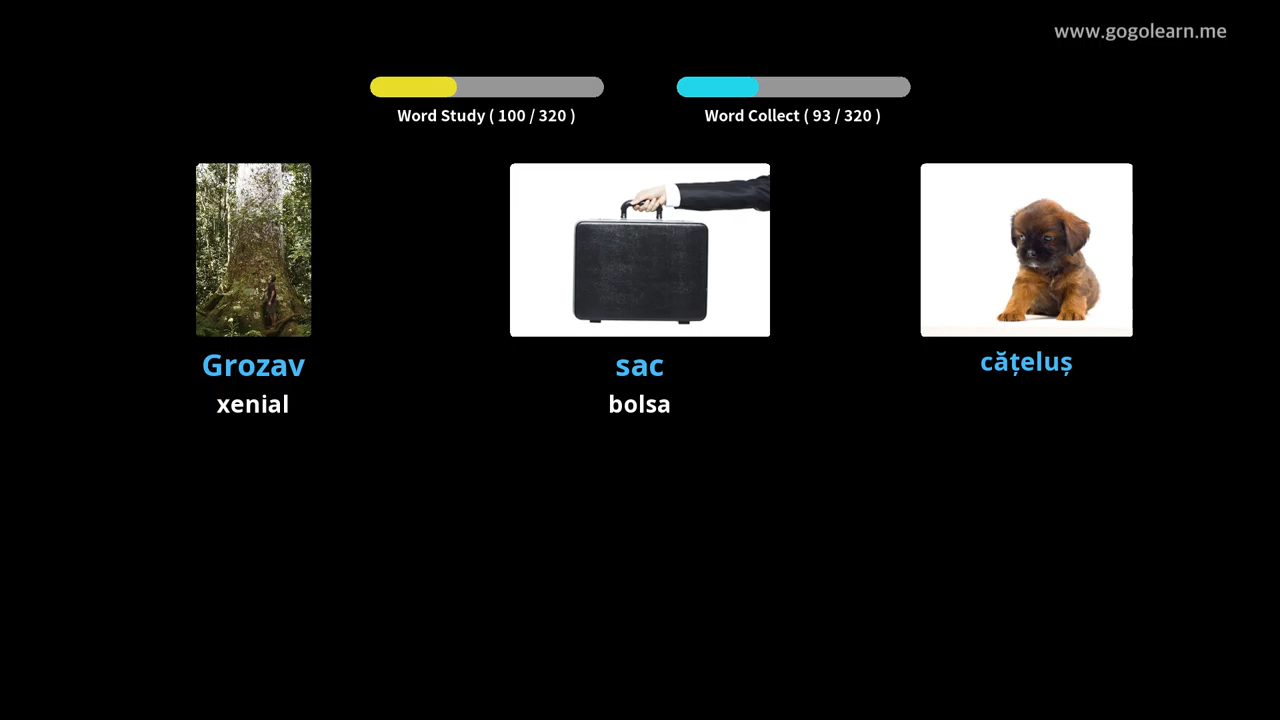 www.gogolearn.me
Word Study ( 100 / 320 )
Word Collect ( 93 / 320 )
Grozav
xenial
sac
bolsa
cățeluș